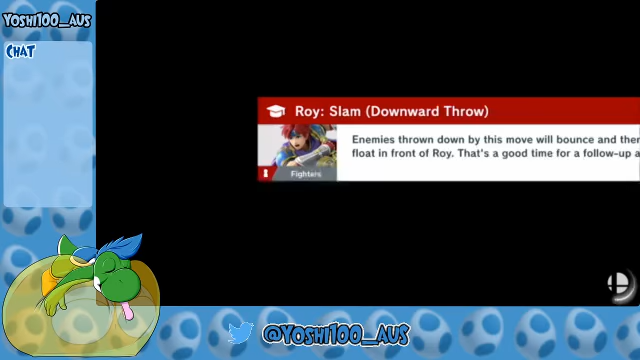 Yoshi100_aus
Chat
Roy: Slam (Downward Throw)
Enemies thrown down by this move will bounce and then
float in front of Roy. That's a good time for a follow-up a
Fighters
@Yoshi100_aus